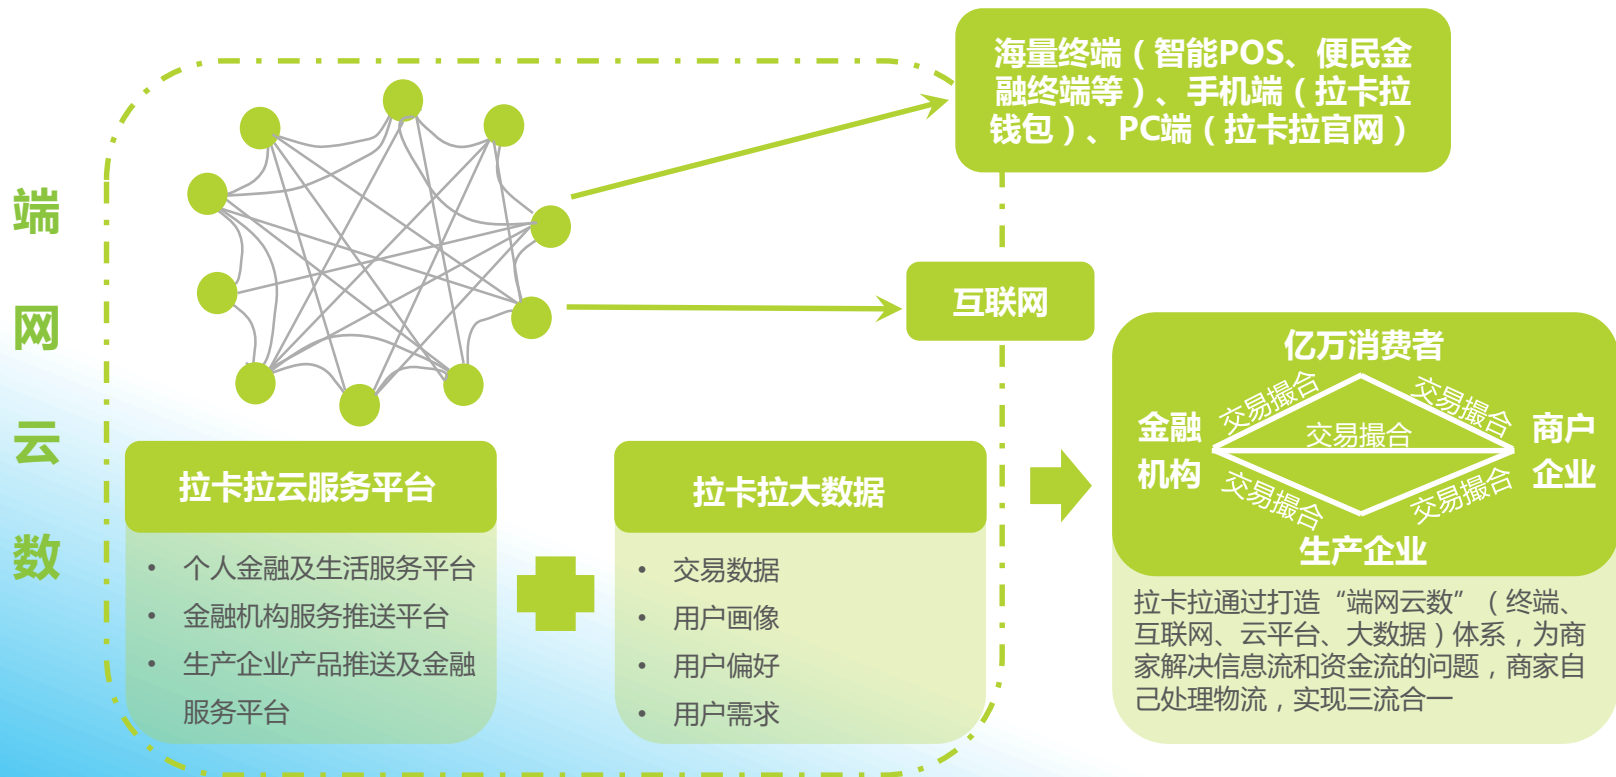 端
网
云
数
海量终端（智能POS、便民金
融终端等）、手机端（拉卡拉
钱包）、PC端（拉卡拉官网）
互联网
拉卡拉云服务平台
• 个人金融及生活服务平台
• 金融机构服务推送平台
• 生产企业产品推送及金融
服务平台
拉卡拉大数据
• 交易数据
• 用户画像
• 用户偏好
• 用户需求
亿万消费者
交易撮合
交易撮合
金融
机构
交易撮合
商户
企业
交易撮合
交易撮合
生产企业
拉卡拉通过打造“端网云数”（终端、
互联网、云平台、大数据）体系，为商
家解决信息流和资金流的问题，商家自
己处理物流，实现三流合一